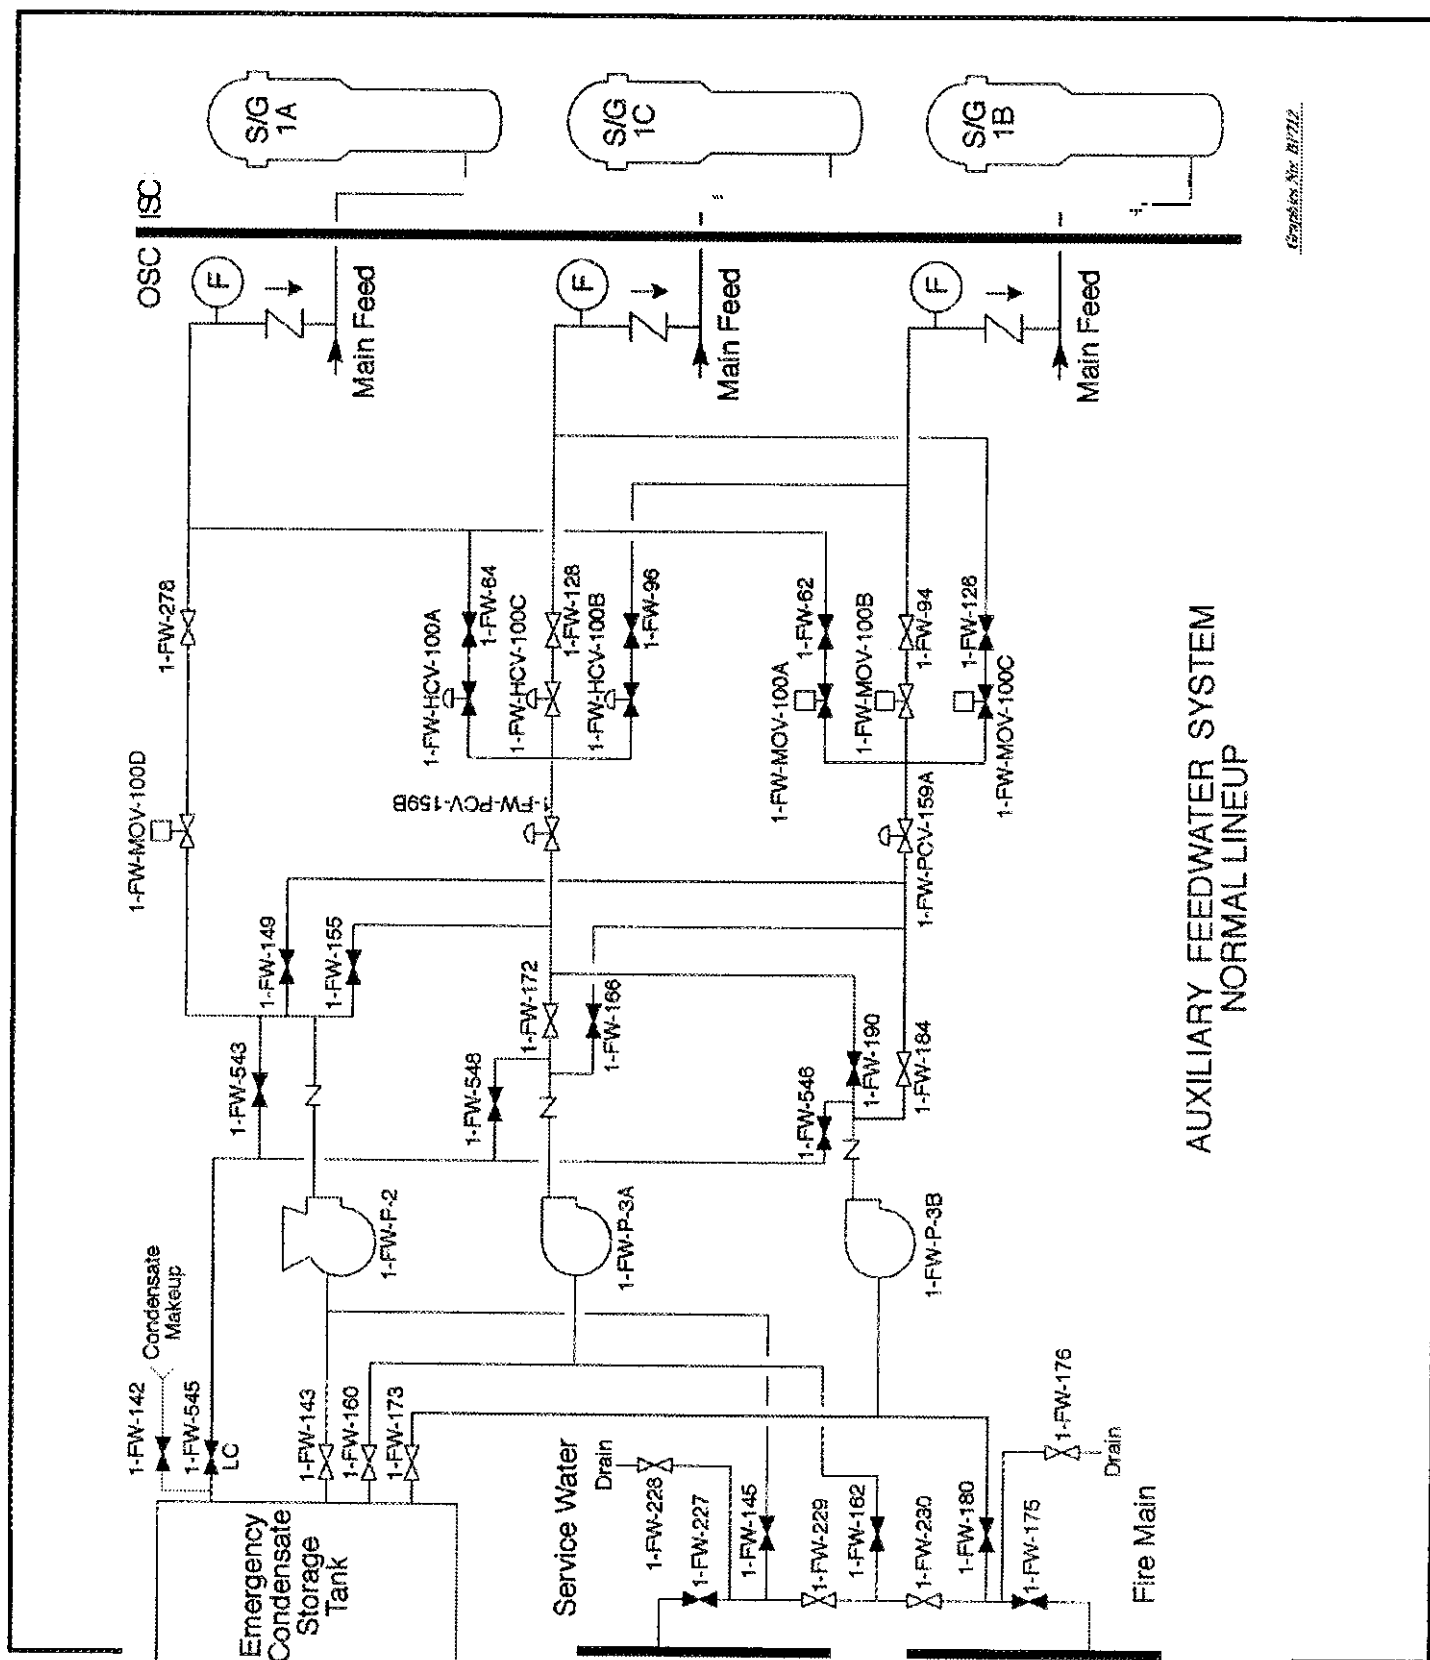 S/G
1A
S/G
1C
S/G
1B
ISC
OSC
F
F
F
Main Feed
Main Feed
Main Feed
1-FW-278
1-FW-MOV-100D
1-FW-64
1-FW-HCV-100A
1-FW-128
1-FW-HCV-100C
1-FW-96
1-FW-HCV-100B
1-FW-62
1-FW-MOV-100A
1-FW-94
1-FW-MOV-100B
1-FW-126
1-FW-MOV-100C
1-FW-PCV-159B
1-FW-PCV-159A
1-FW-149
1-FW-155
1-FW-172
1-FW-166
1-FW-190
1-FW-184
1-FW-543
1-FW-548
1-FW-546
1-FW-P-2
1-FW-P-3A
1-FW-P-3B
Condensate
Makeup
1-FW-142
1-FW-545
LC
1-FW-143
1-FW-160
1-FW-173
Emergency
Condensate
Storage
Tank
Service Water
Drain
1-FW-228
1-FW-227
1-FW-145
1-FW-229
1-FW-162
1-FW-230
1-FW-180
1-FW-175
1-FW-176
Drain
Fire Main
AUXILIARY FEEDWATER SYSTEM
NORMAL LINEUP